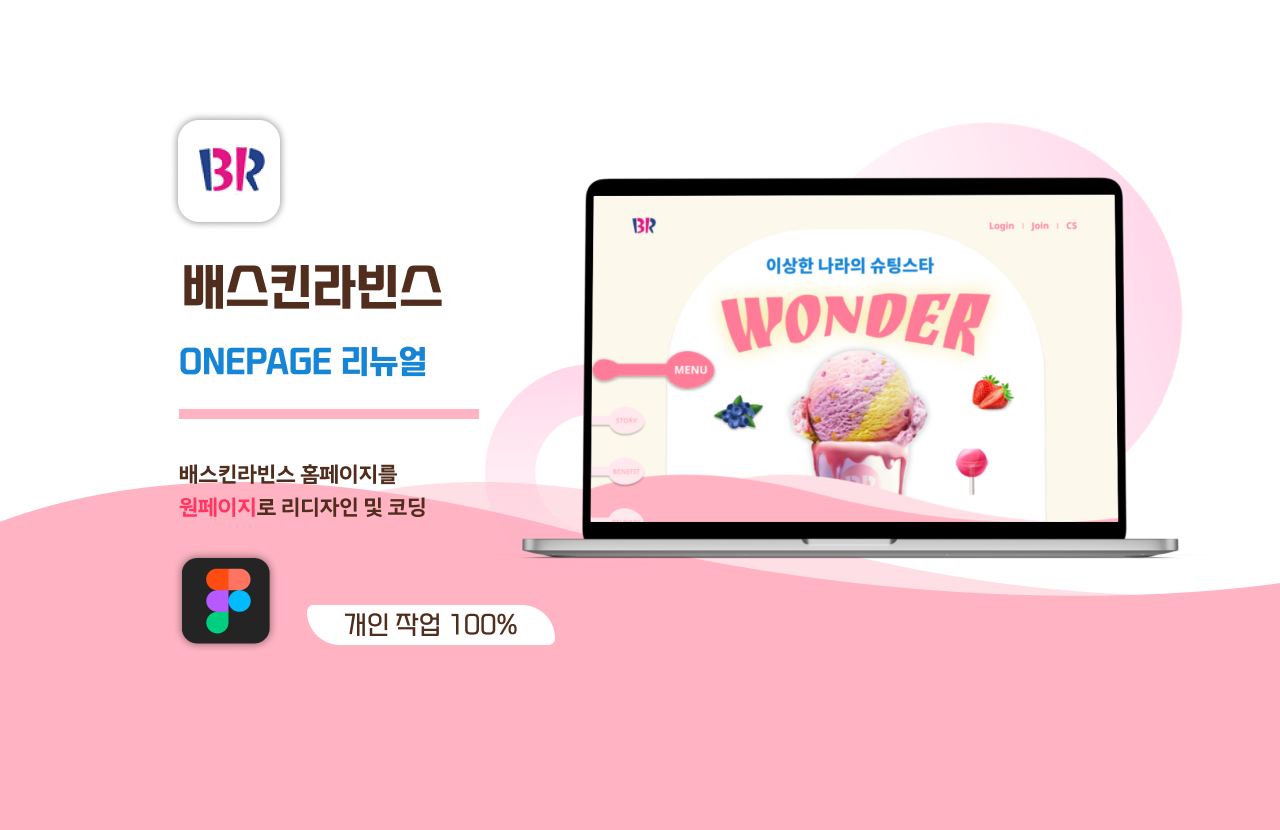 BR
배스킨라빈스
ONEPAGE 리뉴얼
배스킨라빈스 홈페이지를
원페이지로 리디자인 및 코딩
개인 작업 100%
BR
Login | Join | CS
이상한 나라의 슈팅스타
WONDER
MENU
STORY
BENEFIT